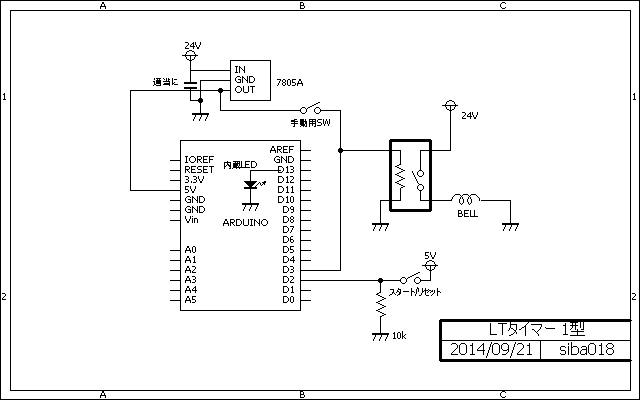 A B C
24V
IN
適当に GND 7805A
OUT
1 1
手動用SW
24V
AREF
IOREF GND
RESET 内蔵LED D13
3.3V D12
5V D11
GND D10
GND D9
Vin ARDUINO D8
D7
D6
A0 D5
A1 D4
A2 D3
A3 D2
A4 D1
A5 D0
BELL
5V
スタート/リセット
2 2
10k
LTタイマー 1型
2014/09/21 siba018
A B C